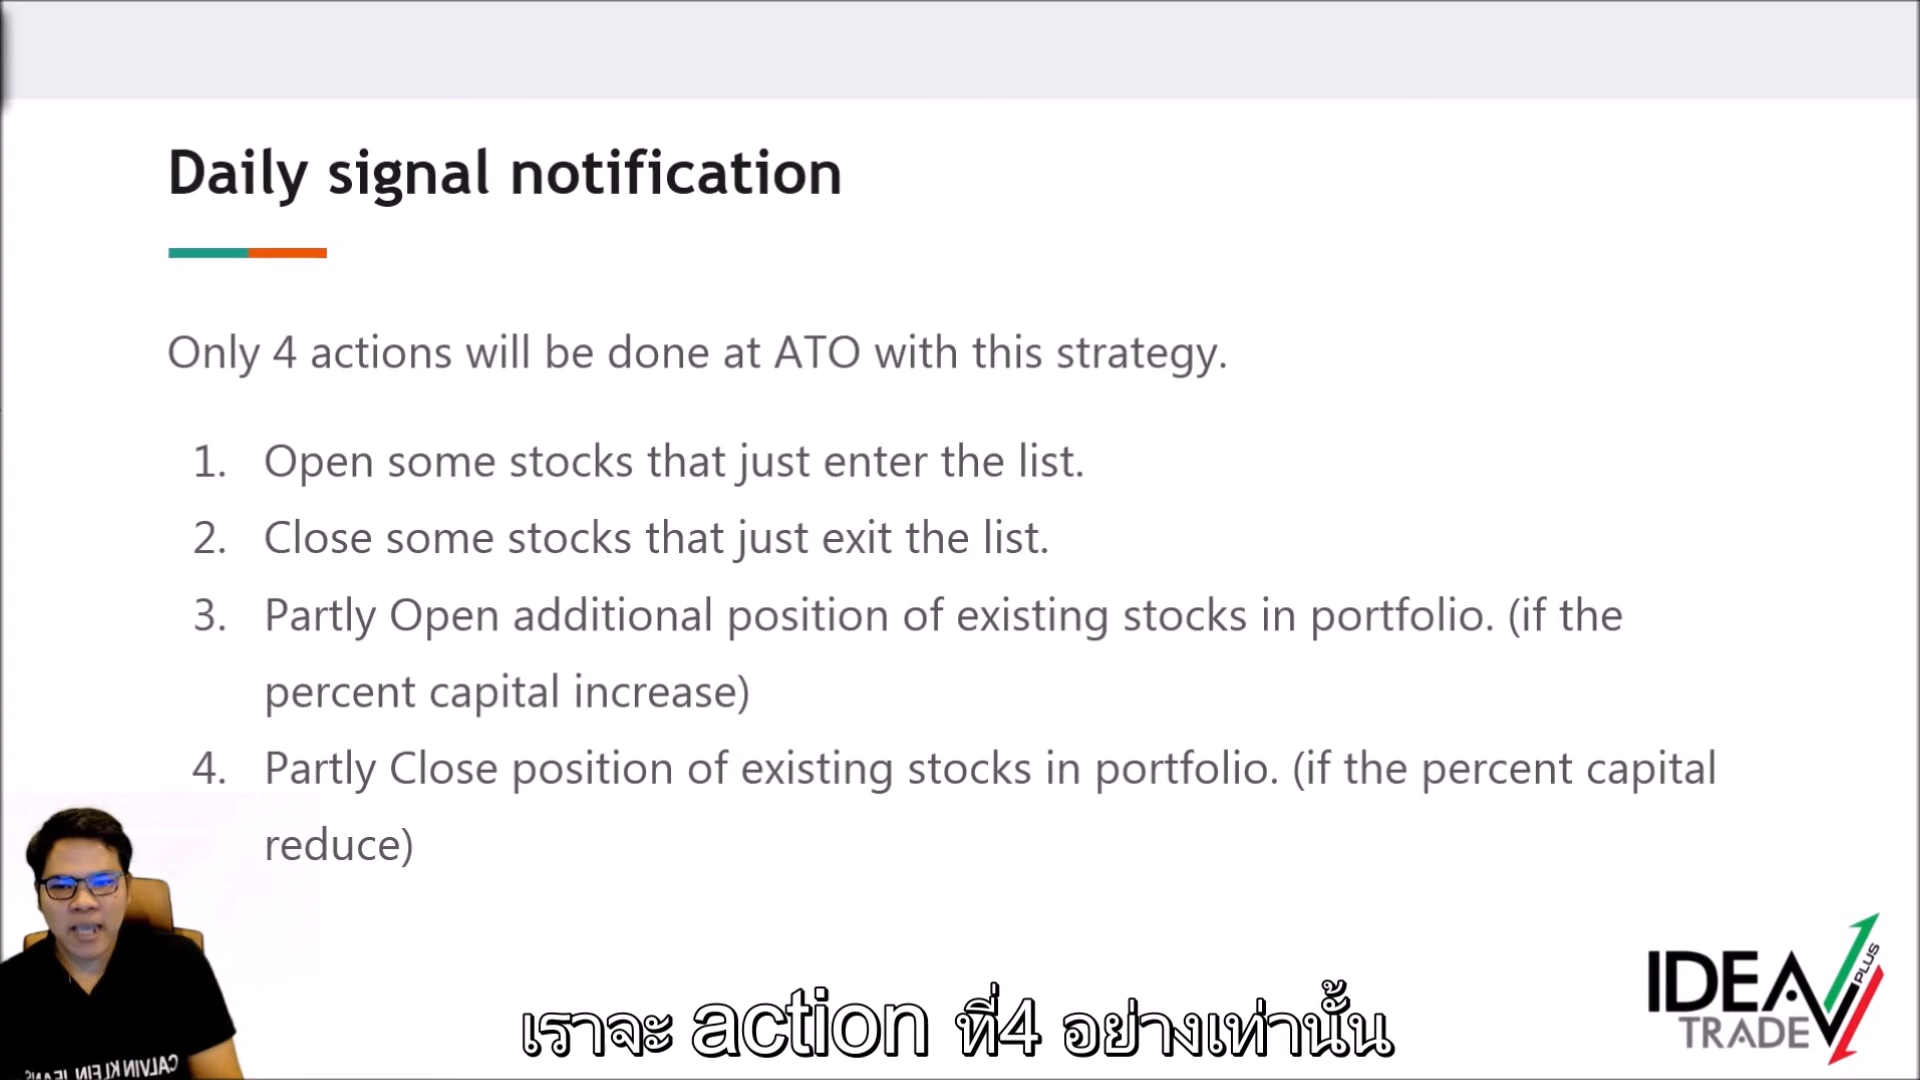 Daily signal notification
Only 4 actions will be done at ATO with this strategy.
1. Open some stocks that just enter the list.
2. Close some stocks that just exit the list.
3. Partly Open additional position of existing stocks in portfolio. (if the
percent capital increase)
4. Partly Close position of existing stocks in portfolio. (if the percent capital
reduce)
CALVIN KLEIN JEANS
IDEA
PLUS
TRADE
เราจะ action ที่4 อย่างเท่านั้น